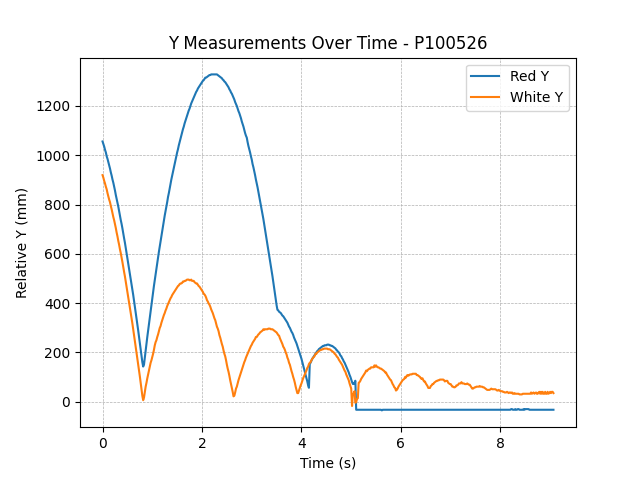 Y Measurements Over Time - P100526
Red Y
White Y
Relative Y (mm)
1200
1000
800
600
400
200
0
0 2 4 6 8
Time (s)